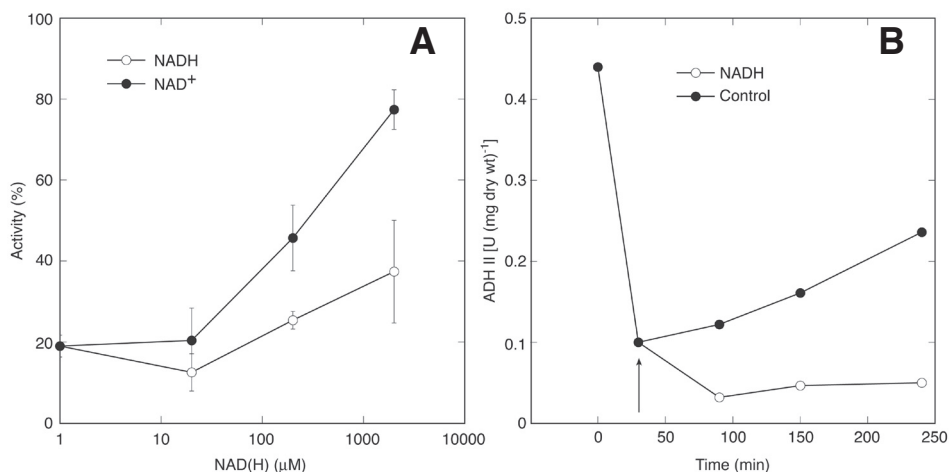 A
NADH
NAD+
100
80
60
40
20
0
Activity (%)
1
10
100
1000
10000
NAD(H) (µM)
B
NADH
Control
0.5
0.4
0.3
0.2
0.1
0
ADH II [U (mg dry wt)-1]
0
50
100
150
200
250
Time (min)